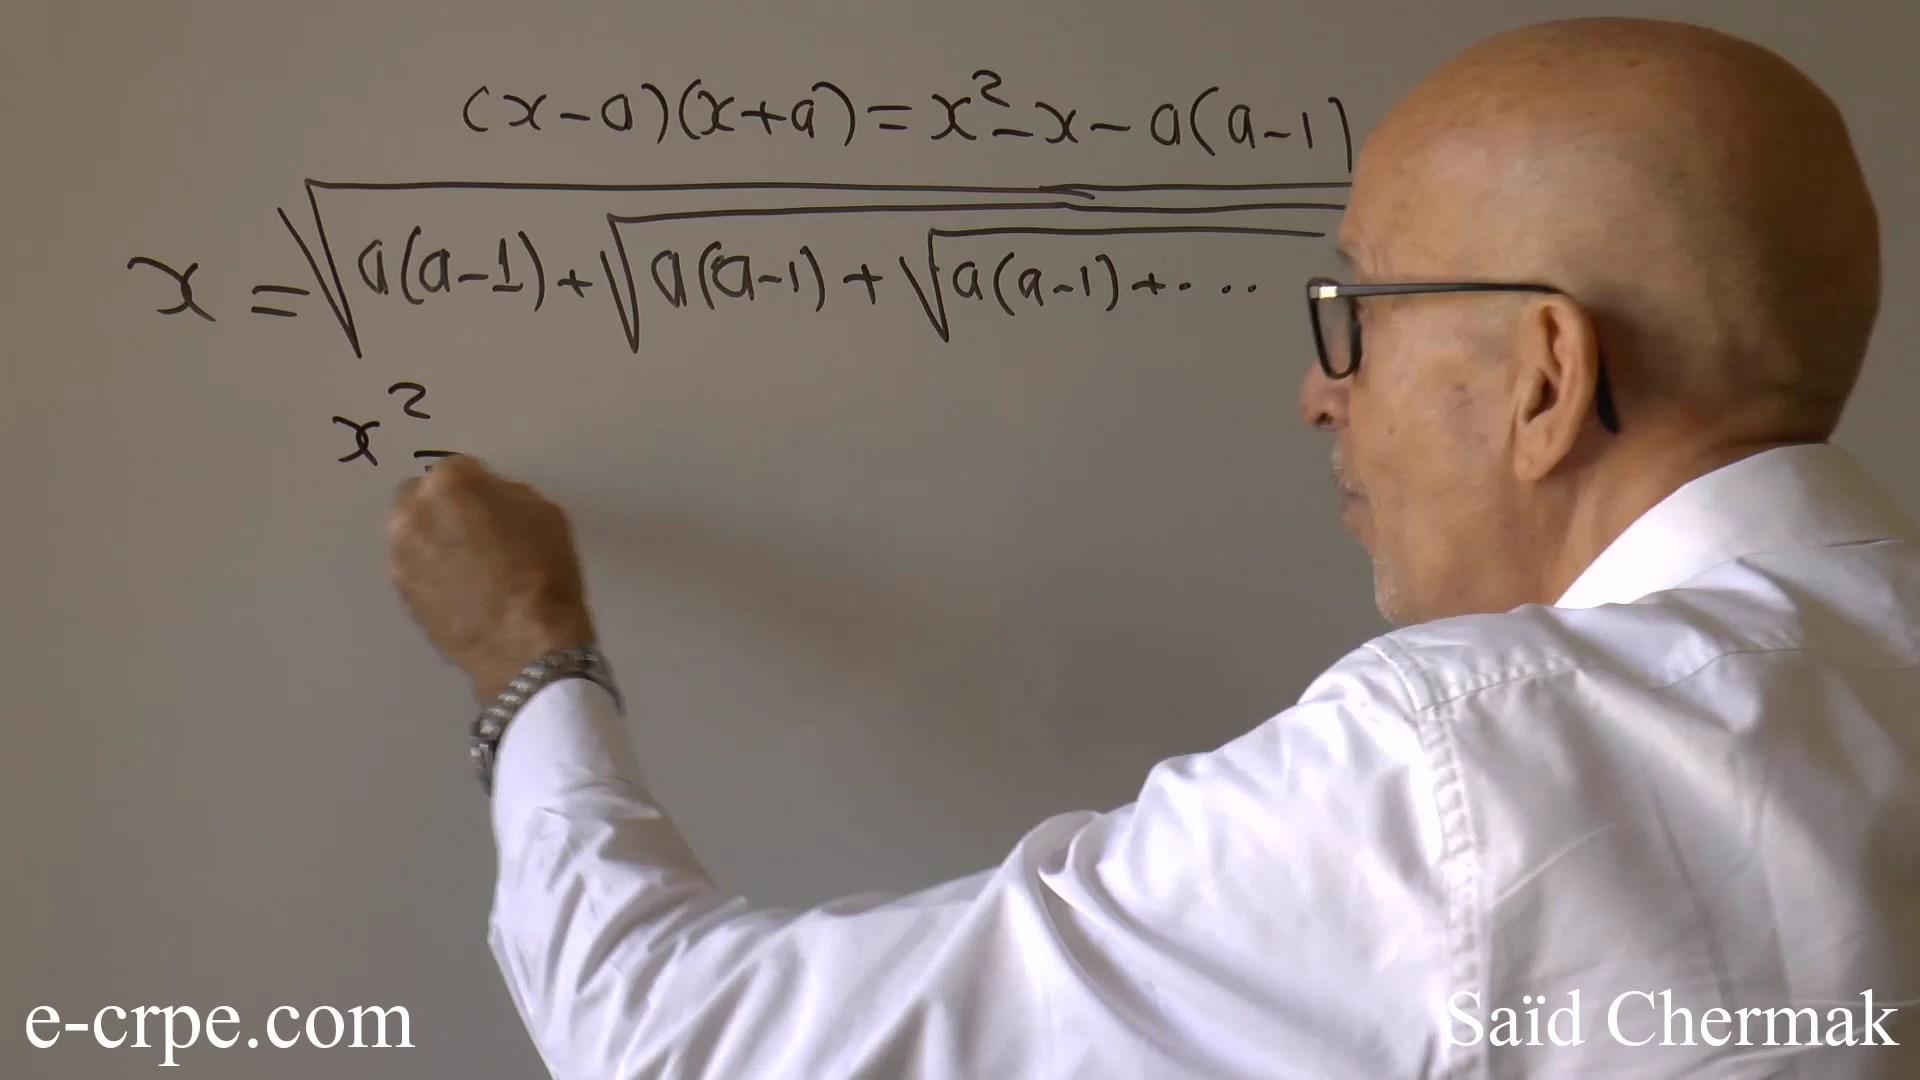 (x-a)(x+a)=x²-x-a(a-1)
x=√a(a-1)+√a(a-1)+√a(a-1)+...
x²=
e-crpe.com
Saïd Chermak